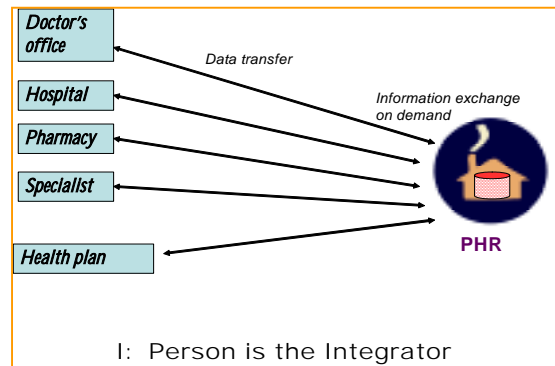 Doctor's
office
Data transfer
Hospital
Information exchange
on demand
Pharmacy
Specialist
PHR
Health plan
I: Person is the Integrator